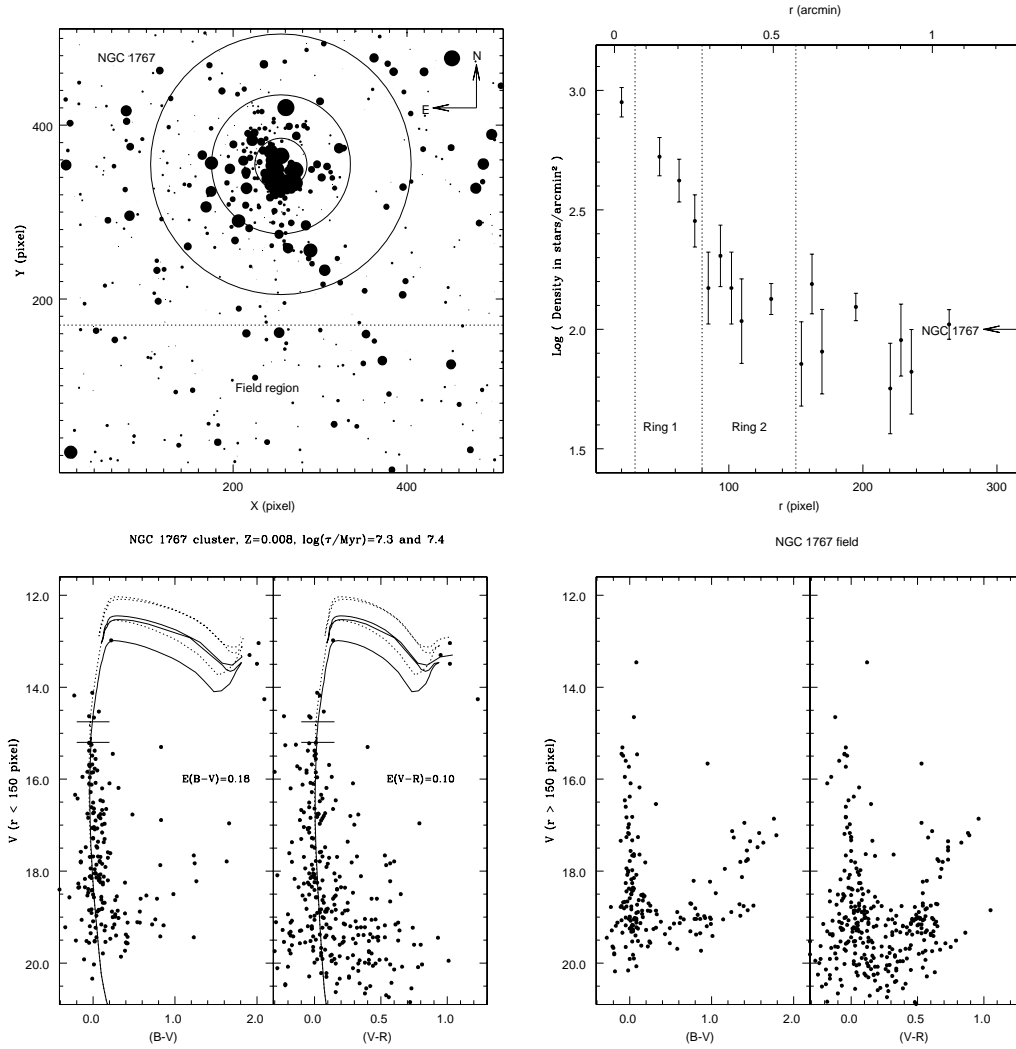 NGC 1767
N
E
400
200
Y (pixel)
Field region
200
400
X (pixel)
r (arcmin)
0
0.5
1
3.0
2.5
2.0
1.5
Log ( Density in stars/arcmin² )
NGC 1767
Ring 1
Ring 2
100
200
300
r (pixel)
NGC 1767 cluster, Z=0.008, log(τ/Myr)=7.3 and 7.4
12.0
14.0
16.0
18.0
20.0
V (r < 150 pixel)
E(B-V)=0.18
E(V-R)=0.10
0.0
1.0
2.0
0.0
0.5
1.0
(B-V)
(V-R)
NGC 1767 field
12.0
14.0
16.0
18.0
20.0
V (r > 150 pixel)
0.0
1.0
2.0
0.0
0.5
1.0
(B-V)
(V-R)